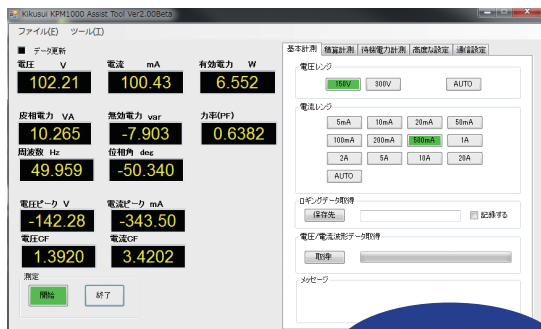 Kikusui KPM1000 Assist Tool Ver2.00Beta
ファイル(F) ツール(T)
■ データ更新
電圧 V 電流 mA 有効電力 W
102.21 100.43 6.552
皮相電力 VA 無効電力 var 力率(PF)
10.265 -7.903 0.6382
周波数 Hz 位相角 deg
49.959 -50.340
電圧ピーク V 電流ピーク mA
-142.28 -343.50
電圧CF 電流CF
1.3920 3.4202
測定
開始 終了
基本計測 積算計測 待機電力計測 高度な設定 通信設定
電圧レンジ
150V 300V AUTO
電流レンジ
5mA 10mA 20mA 50mA
100mA 200mA 500mA 1A
2A 5A 10A 20A
AUTO
ロギングデータ取得
保存先 記録する
電圧/電流波形データ取得
取得
メッセージ